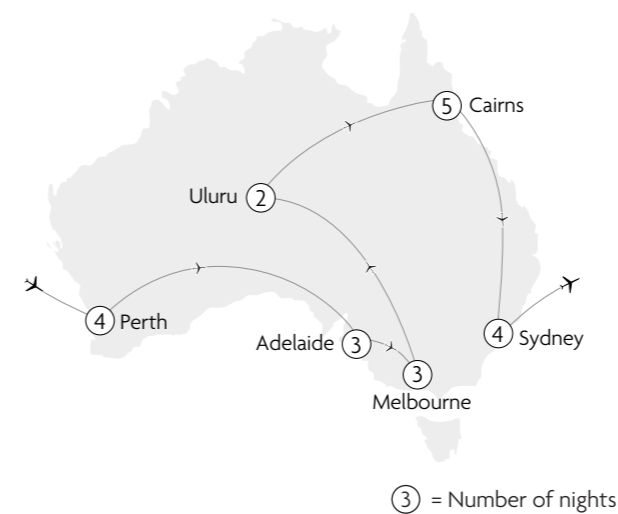 5 Cairns
Uluru 2
4 Perth
Adelaide 3
4 Sydney
3
Melbourne
3 = Number of nights